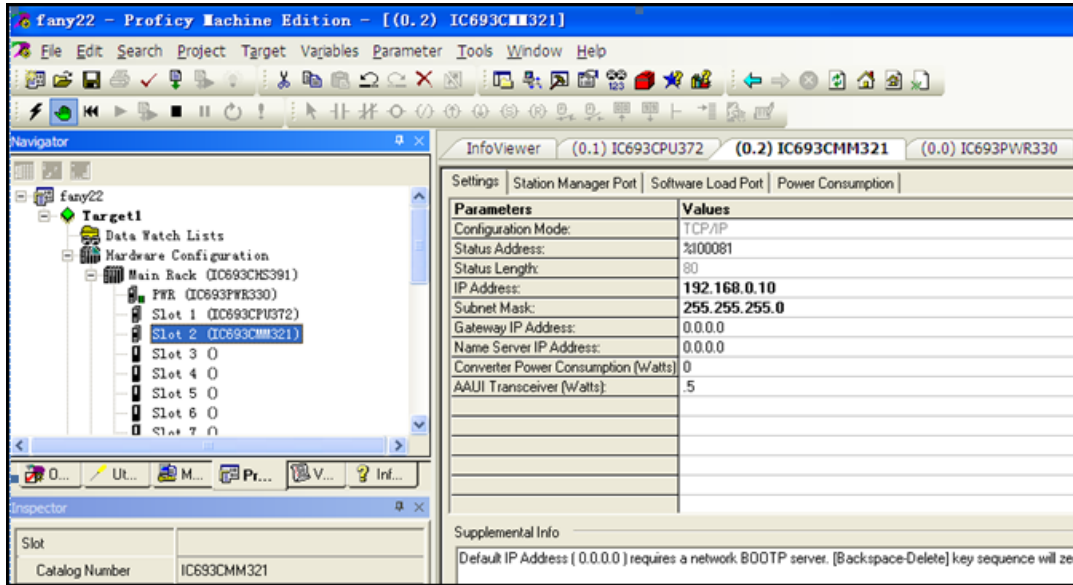 fany22 - Proficy Machine Edition - [(0.2) IC693CMM321]
File Edit Search Project Target Variables Parameter Tools Window Help
Navigator
InfoViewer (0.1) IC693CPU372 (0.2) IC693CMM321 (0.0) IC693PWR330
Settings Station Manager Port Software Load Port Power Consumption
fany22
Target1
Data Watch Lists
Hardware Configuration
Main Rack (IC693CHS391)
PWR (IC693PWR330)
Slot 1 (IC693CPU372)
Slot 2 (IC693CMM321)
Slot 3 ()
Slot 4 ()
Slot 5 ()
Slot 6 ()
Slot 7 ()
Parameters Values
Configuration Mode: TCP/IP
Status Address: %I00081
Status Length: 80
IP Address: 192.168.0.10
Subnet Mask: 255.255.255.0
Gateway IP Address: 0.0.0.0
Name Server IP Address: 0.0.0.0
Converter Power Consumption (Watts) 0
AAUI Transceiver (Watts): .5
O... Ut... M... Pr... V... Inf...
Inspector
Slot
Catalog Number IC693CMM321
Supplemental Info
Default IP Address ( 0.0.0.0 ) requires a network BOOTP server. [Backspace-Delete] key sequence will ze